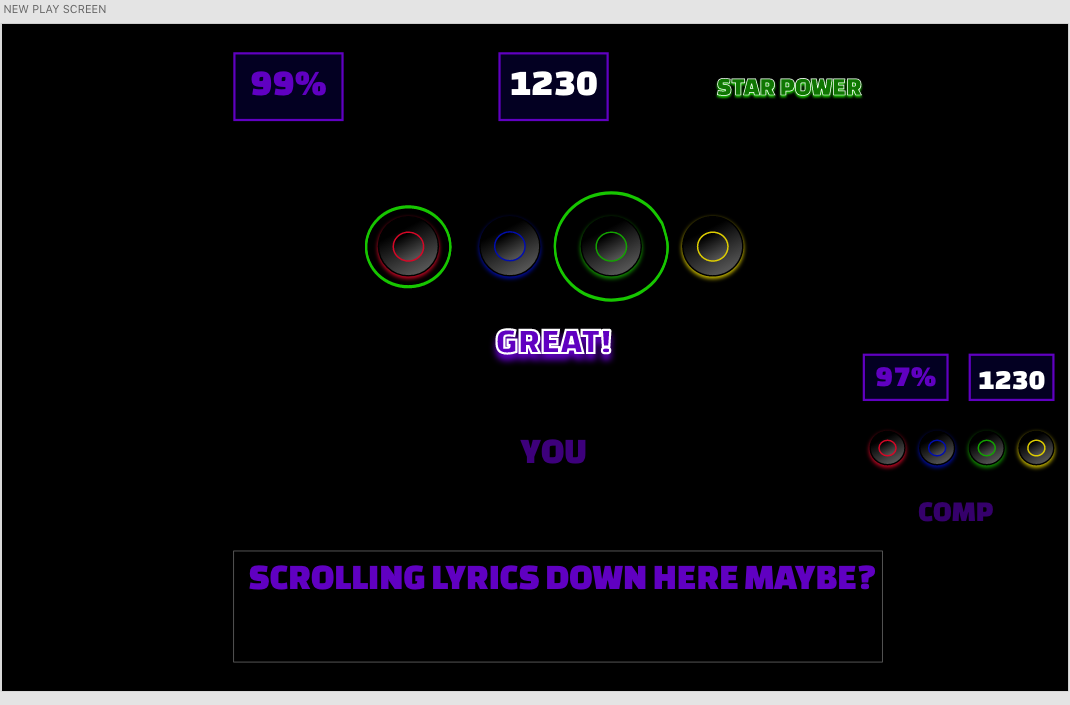 NEW PLAY SCREEN
99%
1230
STAR POWER
GREAT!
97%
1230
YOU
COMP
SCROLLING LYRICS DOWN HERE MAYBE?